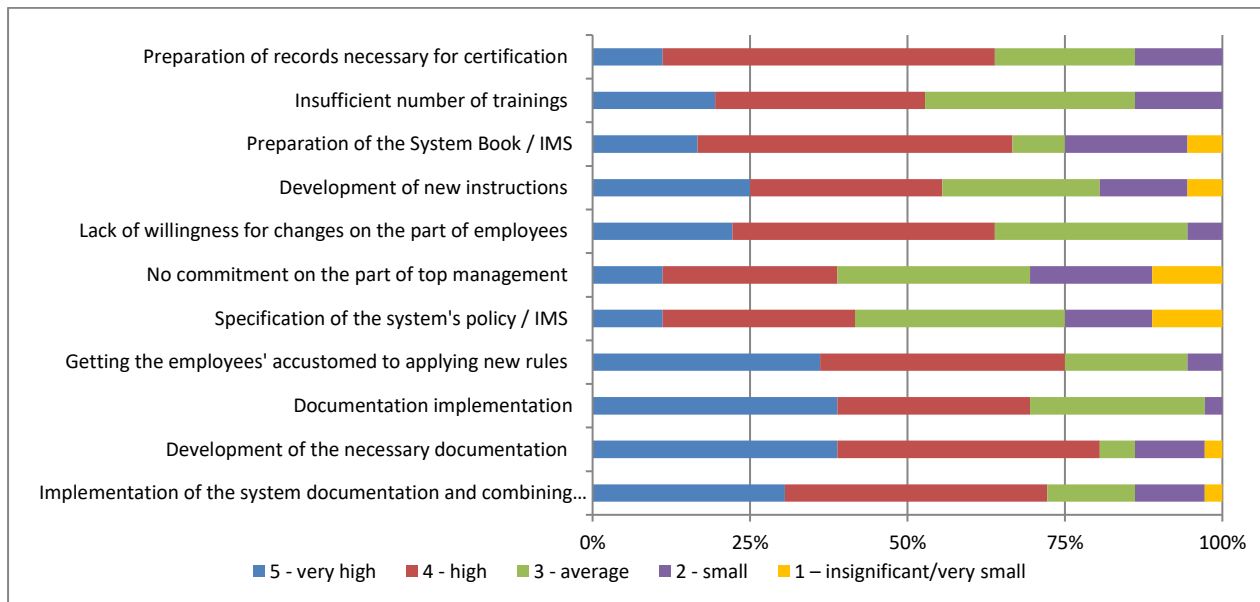 Preparation of records necessary for certification
Insufficient number of trainings
Preparation of the System Book / IMS
Development of new instructions
Lack of willingness for changes on the part of employees
No commitment on the part of top management
Specification of the system's policy / IMS
Getting the employees' accustomed to applying new rules
Documentation implementation
Development of the necessary documentation
Implementation of the system documentation and combining...
0% 25% 50% 75% 100%
5 - very high 4 - high 3 - average 2 - small 1 – insignificant/very small